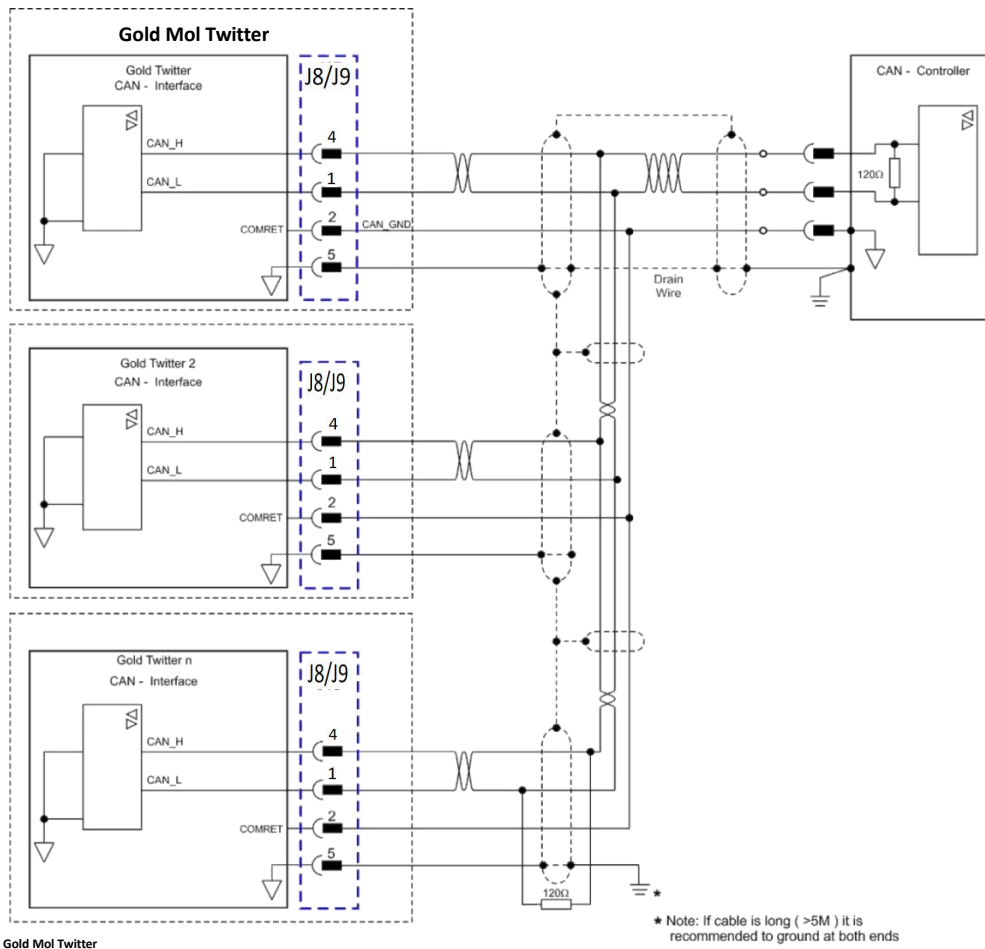 Gold Mol Twitter
Gold Twitter
CAN - Interface
J8/J9
CAN_H
4
CAN_L
1
COMRET
2
CAN_GND
5
Drain
Wire
CAN - Controller
120Ω
Gold Twitter 2
CAN - Interface
J8/J9
CAN_H
4
CAN_L
1
COMRET
2
5
Gold Twitter n
CAN - Interface
J8/J9
CAN_H
4
CAN_L
1
COMRET
2
5
120Ω
*
* Note: If cable is long ( >5M ) it is
recommended to ground at both ends
Gold Mol Twitter